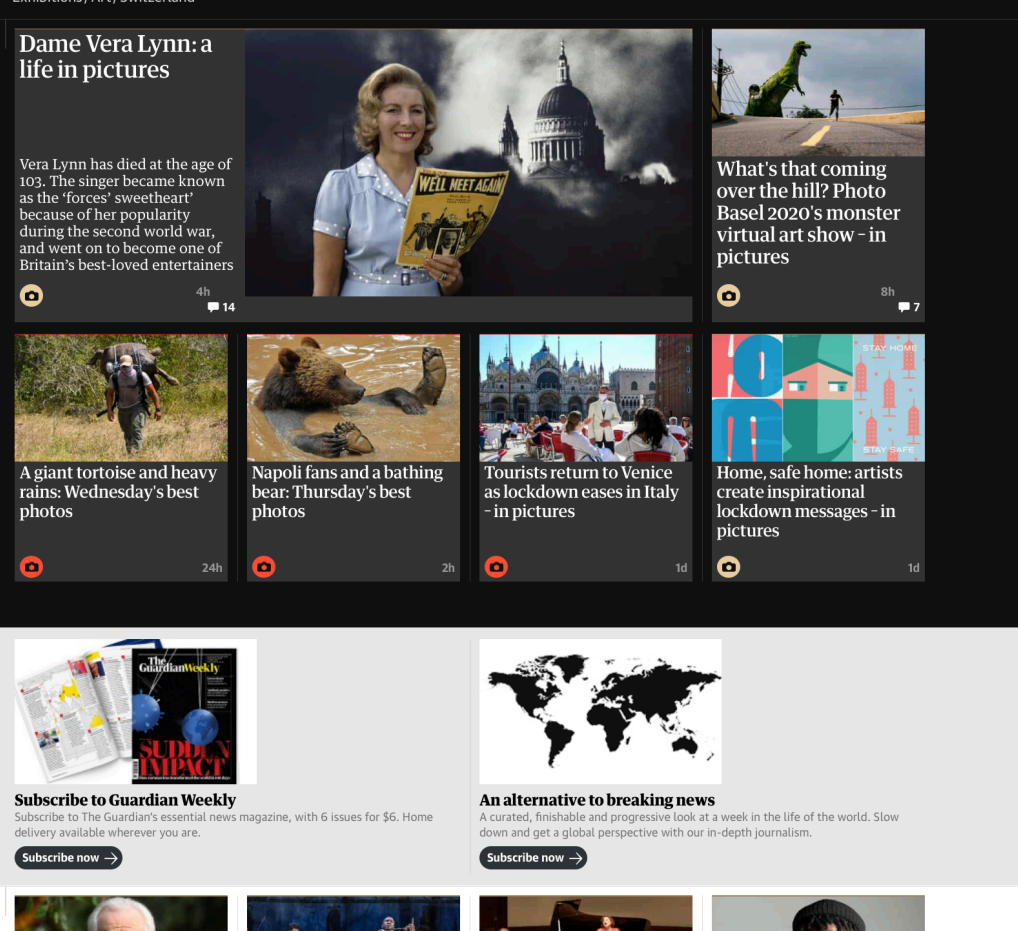 Exhibitions / Art / Switzerland
Dame Vera Lynn: a
life in pictures
Vera Lynn has died at the age of
103. The singer became known
as the ‘forces’ sweetheart’
because of her popularity
during the second world war,
and went on to become one of
Britain’s best-loved entertainers
4h
14
WE'LL MEET AGAIN
What's that coming
over the hill? Photo
Basel 2020's monster
virtual art show – in
pictures
8h
7
A giant tortoise and heavy
rains: Wednesday's best
photos
24h
Napoli fans and a bathing
bear: Thursday's best
photos
2h
Tourists return to Venice
as lockdown eases in Italy
– in pictures
1d
STAY HOME
STAY SAFE
Home, safe home: artists
create inspirational
lockdown messages – in
pictures
1d
The
GuardianWeekly
SUDDEN
IMPACT
Subscribe to Guardian Weekly
Subscribe to The Guardian's essential news magazine, with 6 issues for $6. Home
delivery available wherever you are.
Subscribe now
An alternative to breaking news
A curated, finishable and progressive look at a week in the life of the world. Slow
down and get a global perspective with our in-depth journalism.
Subscribe now